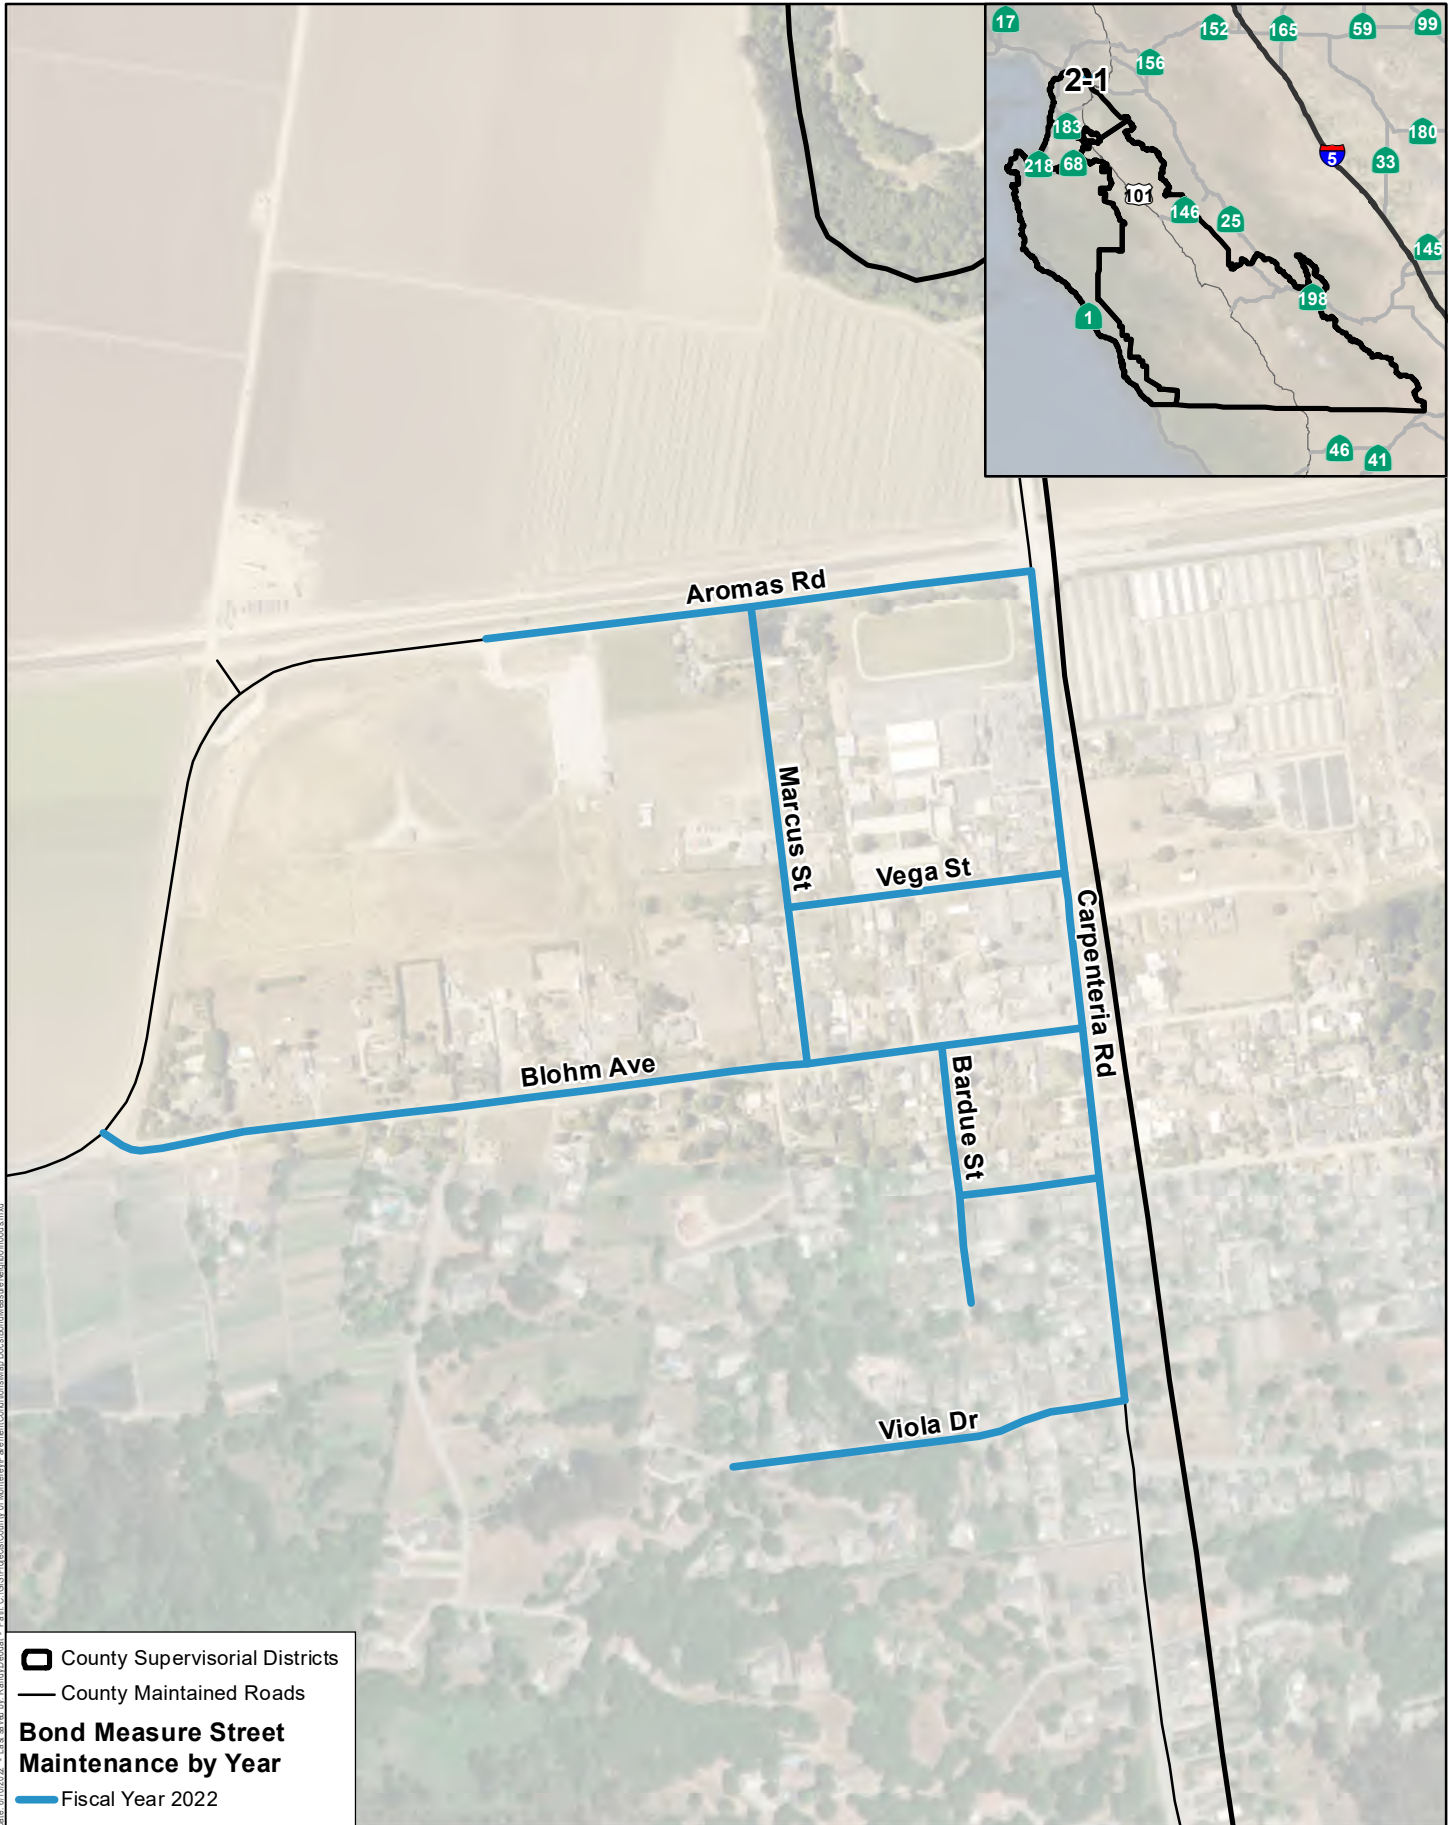 17
152
165
59
99
2-1
156
183
180
5
33
218
68
101
146
25
145
198
1
46
41
Aromas Rd
Marcus St
Vega St
Carpenteria Rd
Blohm Ave
Bardue St
Viola Dr
County Supervisorial Districts
County Maintained Roads
Bond Measure Street
Maintenance by Year
Fiscal Year 2022